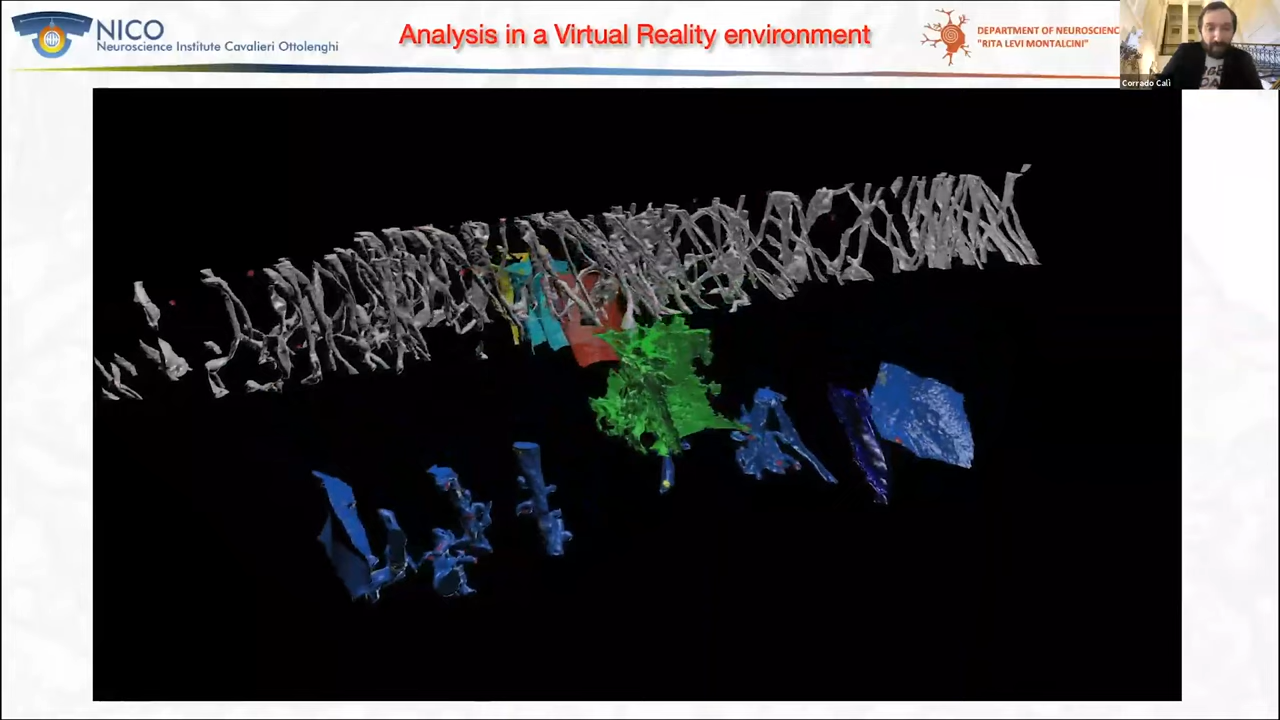 NICO
Neuroscience Institute Cavalieri Ottolenghi
Analysis in a Virtual Reality environment
DEPARTMENT OF NEUROSCIENC
"RITA LEVI MONTALCINI"
Corrado Calì